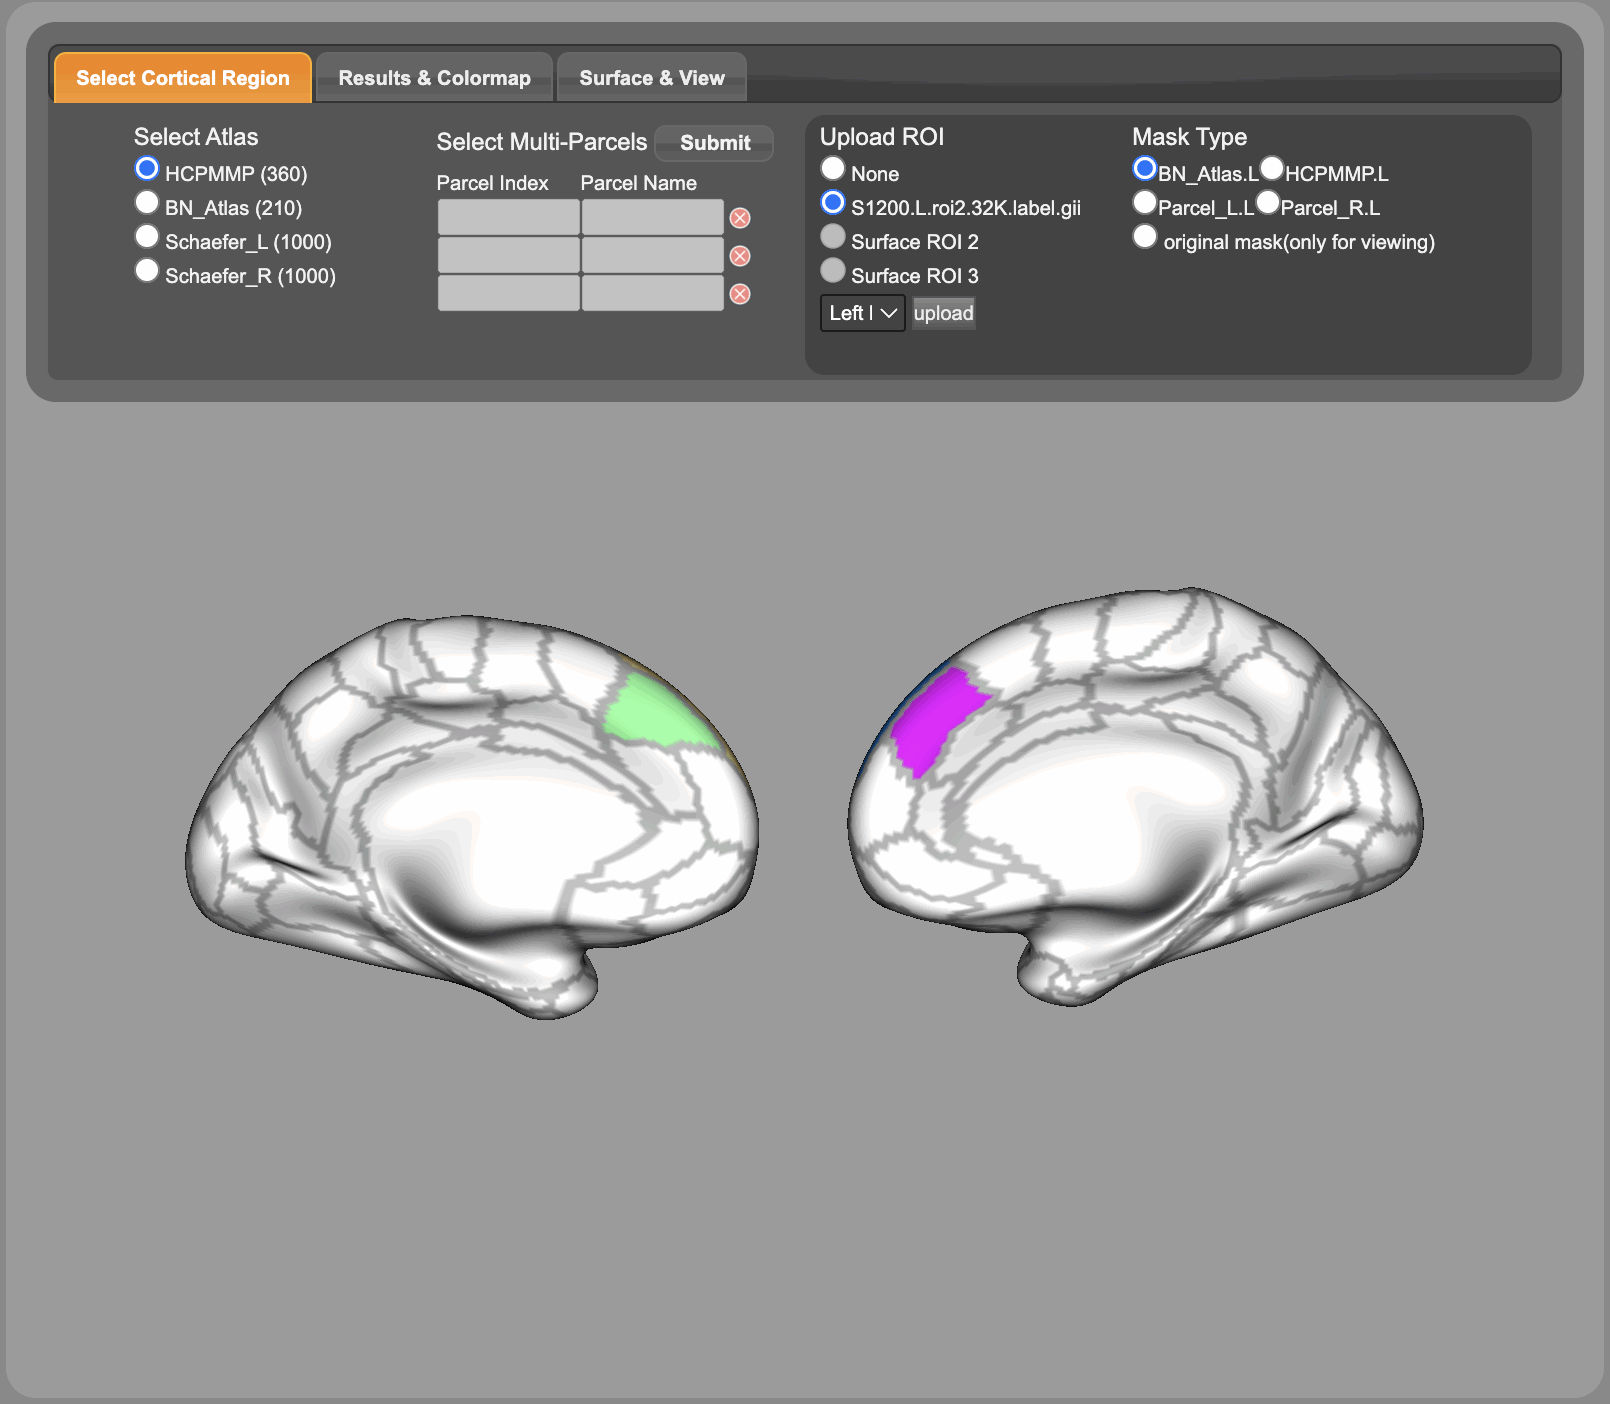 Select Cortical Region
Results & Colormap
Surface & View
Select Atlas
HCPMMP (360)
BN_Atlas (210)
Schaefer_L (1000)
Schaefer_R (1000)
Select Multi-Parcels
Submit
Parcel Index
Parcel Name
Upload ROI
None
S1200.L.roi2.32K.label.gii
Surface ROI 2
Surface ROI 3
Left
upload
Mask Type
BN_Atlas.L
HCPMMP.L
Parcel_L.L
Parcel_R.L
original mask(only for viewing)